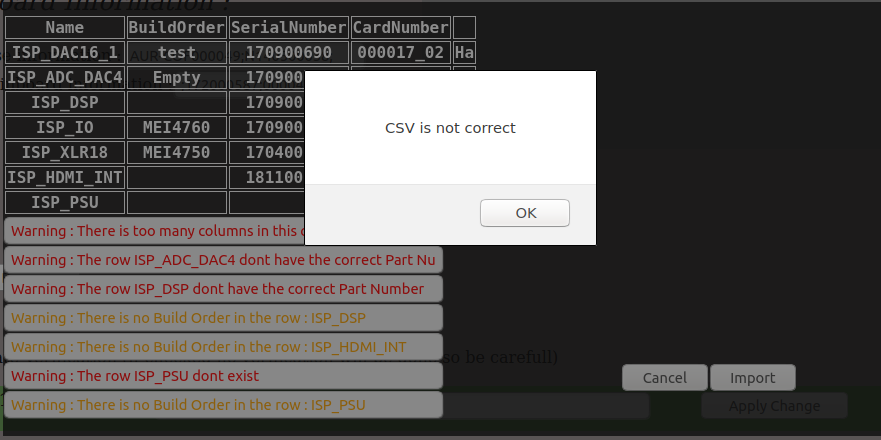 oard Information :
Name BuildOrder SerialNumber CardNumber
ISP_DAC16_1 test 170900690 000017_02 Ha
ISP_ADC_DAC4 Empty 170900
ISP_DSP 170900
ISP_IO MEI4760 170900
ISP_XLR18 MEI4750 170400
ISP_HDMI_INT 181100
ISP_PSU
CSV is not correct
OK
Warning : There is too many columns in this
Warning : The row ISP_ADC_DAC4 dont have the correct Part Nu
Warning : The row ISP_DSP dont have the correct Part Number
Warning : There is no Build Order in the row : ISP_DSP
Warning : There is no Build Order in the row : ISP_HDMI_INT
so be carefull)
Warning : The row ISP_PSU dont exist
Cancel Import
Warning : There is no Build Order in the row : ISP_PSU
Apply Change